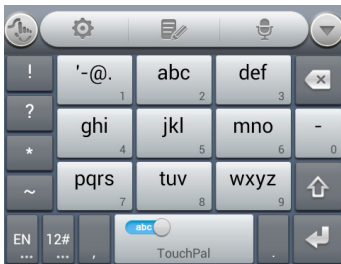 ! '-@. 1 abc 2 def 3
? ghi 4 jkl 5 mno 6 - 0
*
~ pqrs 7 tuv 8 wxyz 9
EN ... 12# ... , abc TouchPal .